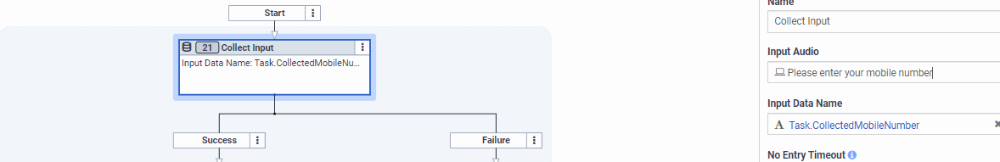 Start
21 Collect Input
Input Data Name: Task.CollectedMobileNu...
Success
Failure
Name
Collect Input
Input Audio
Please enter your mobile number
Input Data Name
A Task.CollectedMobileNumber
No Entry Timeout